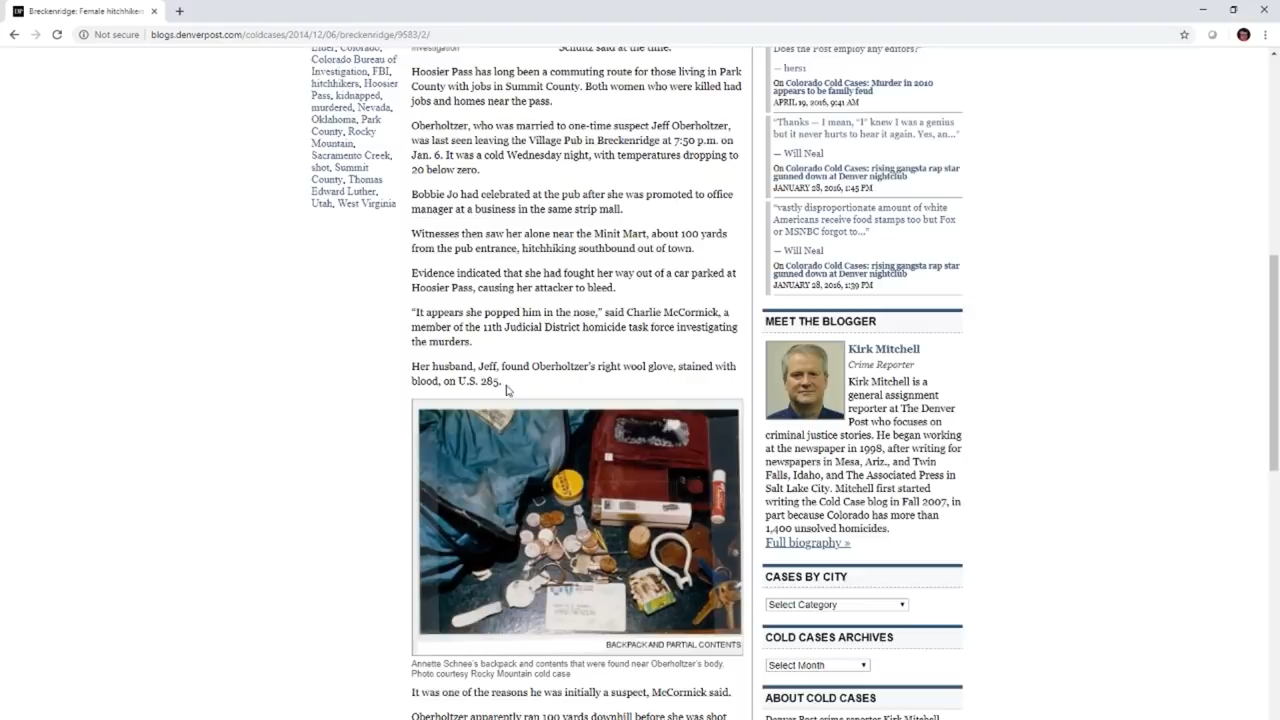 Breckenridge: Female hitchhiker
Not secure
blogs.denverpost.com/coldcases/2014/12/06/breckenridge/9583/2/
Elder, Colorado,
Colorado Bureau of
Investigation, FBI,
hitchhikers, Hoosier
Pass, kidnapped,
murdered, Nevada,
Oklahoma, Park
County, Rocky
Mountain,
Sacramento Creek,
shot, Summit
County, Thomas
Edward Luther,
Utah, West Virginia
investigation
Schultz said at the time.
Hoosier Pass has long been a commuting route for those living in Park
County with jobs in Summit County. Both women who were killed had
jobs and homes near the pass.
Oberholtzer, who was married to one-time suspect Jeff Oberholtzer,
was last seen leaving the Village Pub in Breckenridge at 7:50 p.m. on
Jan. 6. It was a cold Wednesday night, with temperatures dropping to
20 below zero.
Bobbie Jo had celebrated at the pub after she was promoted to office
manager at a business in the same strip mall.
Witnesses then saw her alone near the Minit Mart, about 100 yards
from the pub entrance, hitchhiking southbound out of town.
Evidence indicated that she had fought her way out of a car parked at
Hoosier Pass, causing her attacker to bleed.
“It appears she popped him in the nose,” said Charlie McCormick, a
member of the 11th Judicial District homicide task force investigating
the murders.
Her husband, Jeff, found Oberholtzer’s right wool glove, stained with
blood, on U.S. 285.
BACKPACK AND PARTIAL CONTENTS
Annette Schnee's backpack and contents that were found near Oberholtzer's body.
Photo courtesy Rocky Mountain cold case
It was one of the reasons he was initially a suspect, McCormick said.
Oberholtzer apparently ran 100 yards downhill before she was shot
Does the Post employ any editors?”
— hers1
On Colorado Cold Cases: Murder in 2010
appears to be family feud
APRIL 19, 2016, 9:41 AM
“Thanks — I mean, “I” knew I was a genius
but it never hurts to hear it again. Yes, an...”
— Will Neal
On Colorado Cold Cases: rising gangsta rap star
gunned down at Denver nightclub
JANUARY 28, 2016, 1:45 PM
“vastly disproportionate amount of white
Americans receive food stamps too but Fox
or MSNBC forgot to...”
— Will Neal
On Colorado Cold Cases: rising gangsta rap star
gunned down at Denver nightclub
JANUARY 28, 2016, 1:39 PM
MEET THE BLOGGER
Kirk Mitchell
Crime Reporter
Kirk Mitchell is a
general assignment
reporter at The Denver
Post who focuses on
criminal justice stories. He began working
at the newspaper in 1998, after writing for
newspapers in Mesa, Ariz., and Twin
Falls, Idaho, and The Associated Press in
Salt Lake City. Mitchell first started
writing the Cold Case blog in Fall 2007, in
part because Colorado has more than
1,400 unsolved homicides.
Full biography »
CASES BY CITY
Select Category
COLD CASES ARCHIVES
Select Month
ABOUT COLD CASES
Denver Post crime reporter Kirk Mitchell